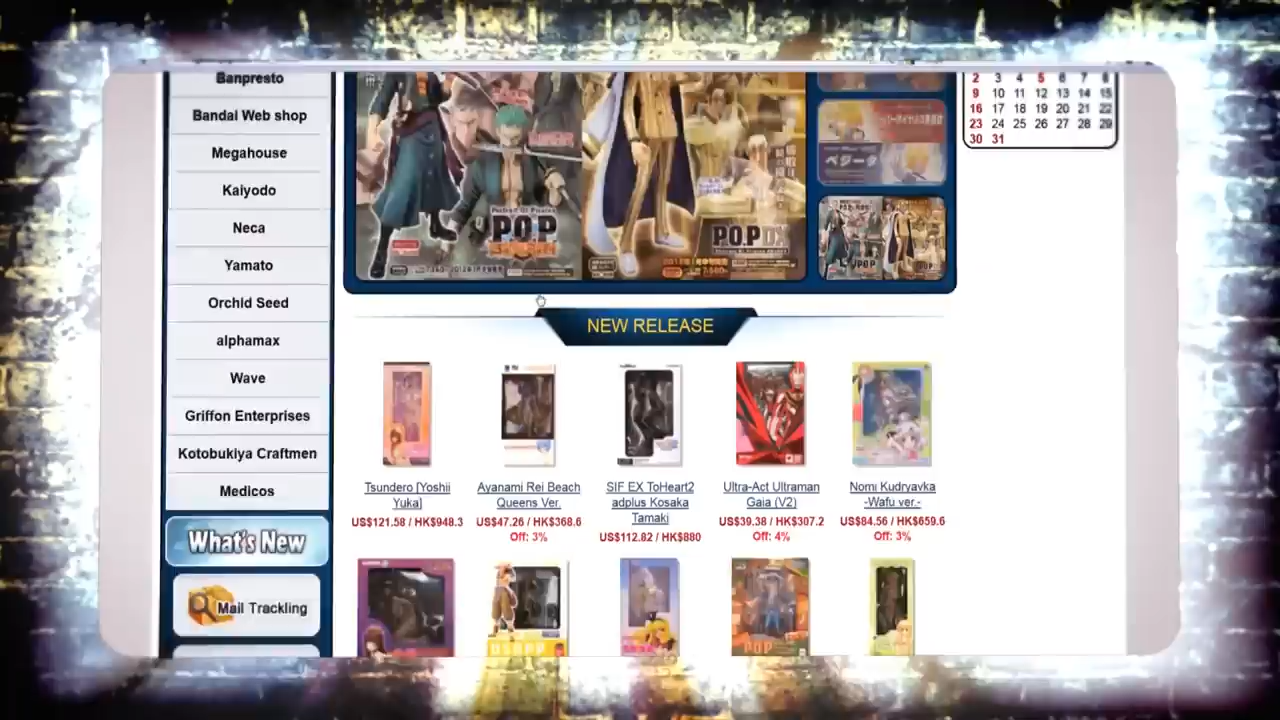 Banpresto
Bandai Web shop
Megahouse
Kaiyodo
Neca
Yamato
Orchid Seed
alphamax
Wave
Griffon Enterprises
Kotobukiya Craftmen
Medicos
What's New
Mail Trackling
P.O.P
P.O.P DX
2 3 4 5 6 7 8
9 10 11 12 13 14 15
16 17 18 19 20 21 22
23 24 25 26 27 28 29
30 31
NEW RELEASE
Tsundero [Yoshii
Yuka]
US$121.58 / HK$948.3
Ayanami Rei Beach
Queens Ver.
US$47.26 / HK$368.6
Off: 3%
SIF EX ToHeart2
adplus Kosaka
Tamaki
US$112.82 / HK$880
Ultra-Act Ultraman
Gaia (V2)
US$39.38 / HK$307.2
Off: 4%
Nomi Kudryavka
-Wafu ver.-
US$84.56 / HK$659.6
Off: 3%
POP